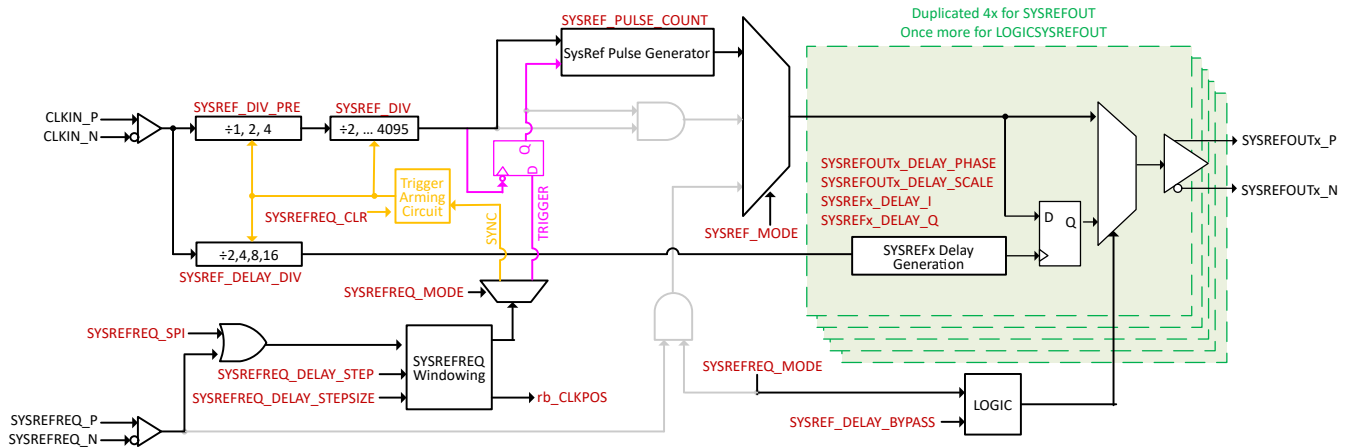 Duplicated 4x for SYSREFOUT
Once more for LOGICSYSREFOUT
SYSREF_PULSE_COUNT
SysRef Pulse Generator
SYSREF_DIV_PRE
SYSREF_DIV
CLKIN_P
CLKIN_N
÷1, 2, 4
÷2, ... 4095
Q
D
Trigger
Arming
Circuit
SYSREFREQ_CLR
SYNC
TRIGGER
SYSREF_MODE
SYSREFOUTx_DELAY_PHASE
SYSREFOUTx_DELAY_SCALE
SYSREFx_DELAY_I
SYSREFx_DELAY_Q
D
Q
SYSREFOUTx_P
SYSREFOUTx_N
÷2,4,8,16
SYSREF_DELAY_DIV
SYSREFx Delay
Generation
SYSREFREQ_MODE
SYSREFREQ_SPI
SYSREFREQ
Windowing
SYSREFREQ_DELAY_STEP
SYSREFREQ_DELAY_STEPSIZE
rb_CLKPOS
SYSREFREQ_MODE
LOGIC
SYSREF_DELAY_BYPASS
SYSREFREQ_P
SYSREFREQ_N